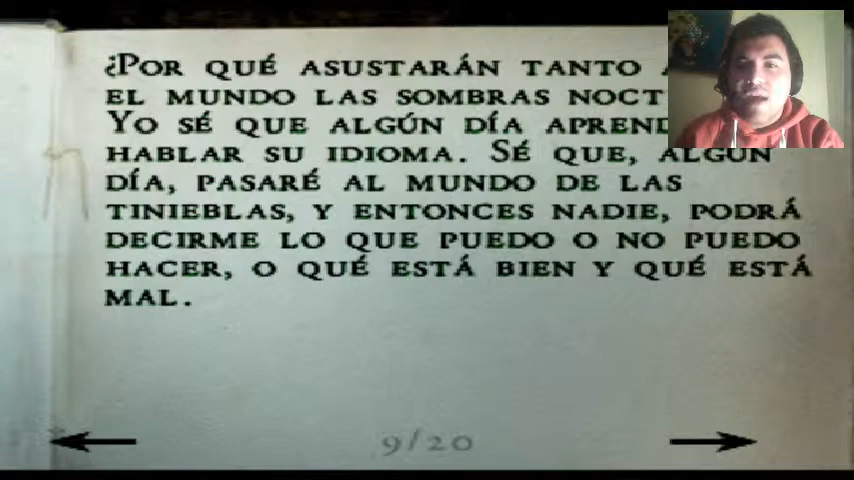 ¿POR QUÉ ASUSTARÁN TANTO
EL MUNDO LAS SOMBRAS
YO SÉ QUE ALGÚN DÍA
HABLAR SU IDIOMA. SÉ QUE, ALGÚN
DÍA, PASARÉ AL MUNDO DE LAS
TINIEBLAS, Y ENTONCES NADIE, PODRÁ
DECIRME LO QUE PUEDO O NO PUEDO
HACER, O QUÉ ESTÁ BIEN Y QUÉ ESTÁ
MAL.
9/20